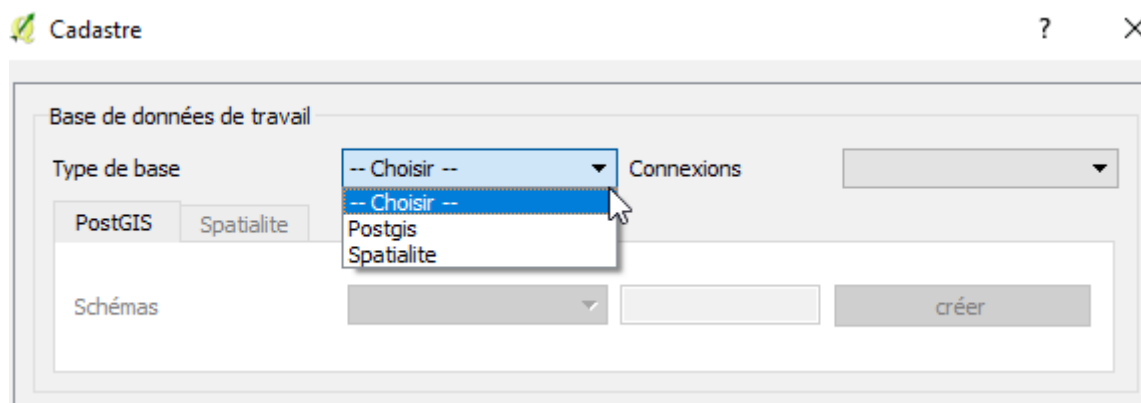 Cadastre ? ×
Base de données de travail
Type de base -- Choisir -- Connexions
-- Choisir --
PostGIS Spatialite
Postgis
Spatialite
Schémas créer